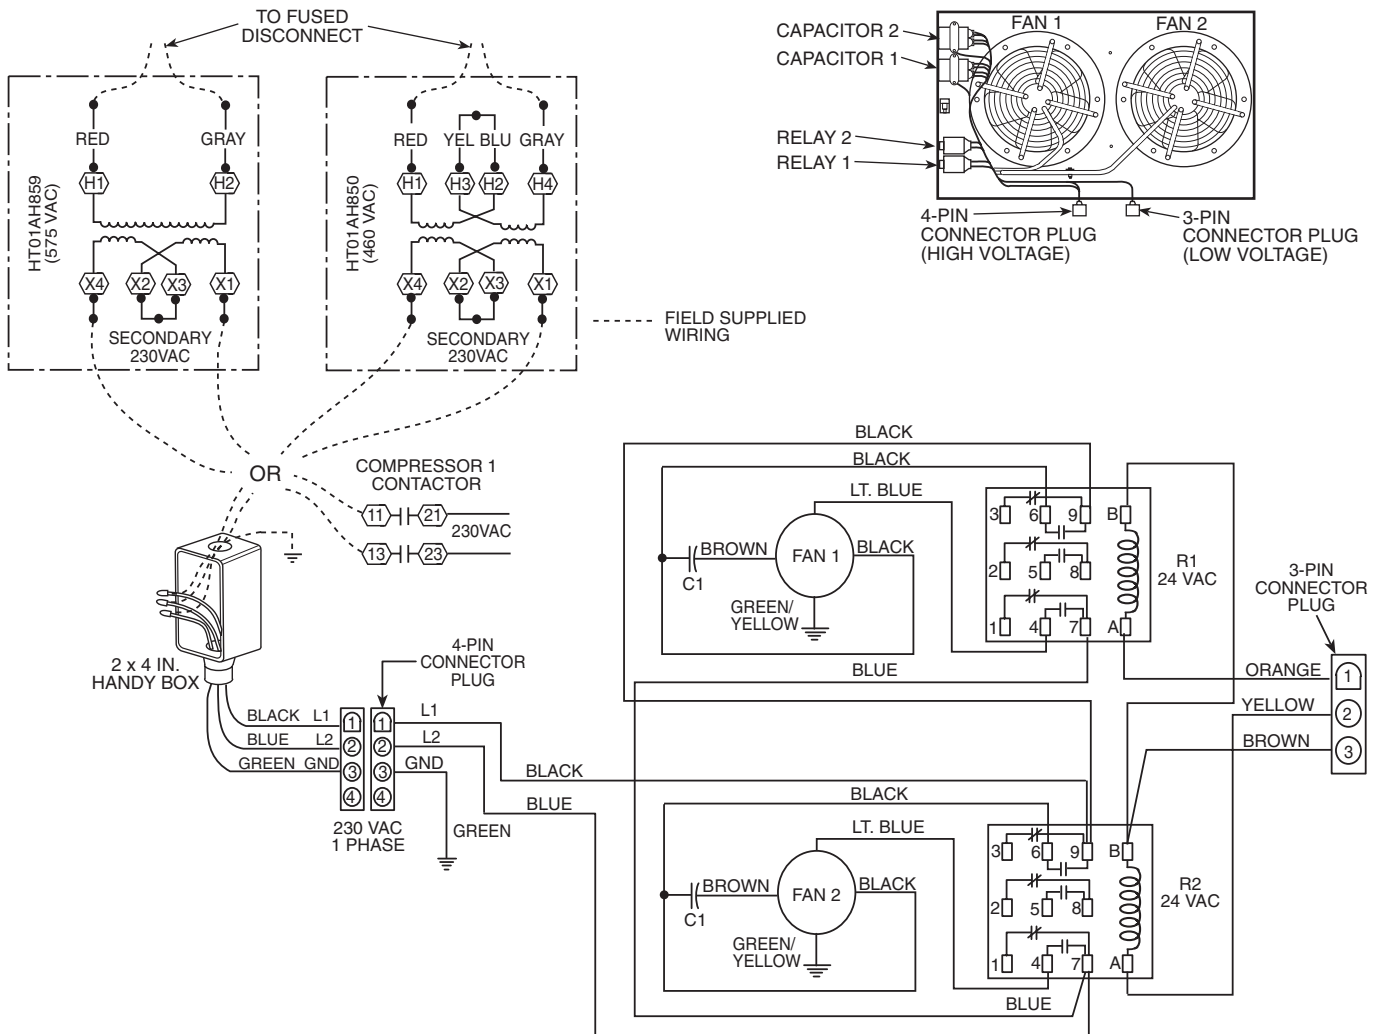 TO FUSED
DISCONNECT
RED
GRAY
H1
H2
HT01AH859
(575 VAC)
X4
X2
X3
X1
SECONDARY
230VAC
RED
YEL
BLU
GRAY
H1
H3
H2
H4
HT01AH850
(460 VAC)
X4
X2
X3
X1
SECONDARY
230VAC
FIELD SUPPLIED
WIRING
CAPACITOR 2
CAPACITOR 1
RELAY 2
RELAY 1
FAN 1
FAN 2
4-PIN
CONNECTOR PLUG
(HIGH VOLTAGE)
3-PIN
CONNECTOR PLUG
(LOW VOLTAGE)
OR
COMPRESSOR 1
CONTACTOR
11
21
230VAC
13
23
2 x 4 IN.
HANDY BOX
4-PIN
CONNECTOR
PLUG
BLACK L1
BLUE L2
GREEN GND
1
2
3
4
1
2
3
4
L1
L2
GND
230 VAC
1 PHASE
GREEN
BLACK
BLUE
BLACK
BLACK
LT. BLUE
BROWN
FAN 1
BLACK
C1
GREEN/
YELLOW
BLUE
3
6
9
B
2
5
8
1
4
7
A
R1
24 VAC
3-PIN
CONNECTOR
PLUG
ORANGE
1
YELLOW
2
BROWN
3
BLACK
LT. BLUE
BROWN
FAN 2
BLACK
C1
GREEN/
YELLOW
BLUE
3
6
9
B
2
5
8
1
4
7
A
R2
24 VAC